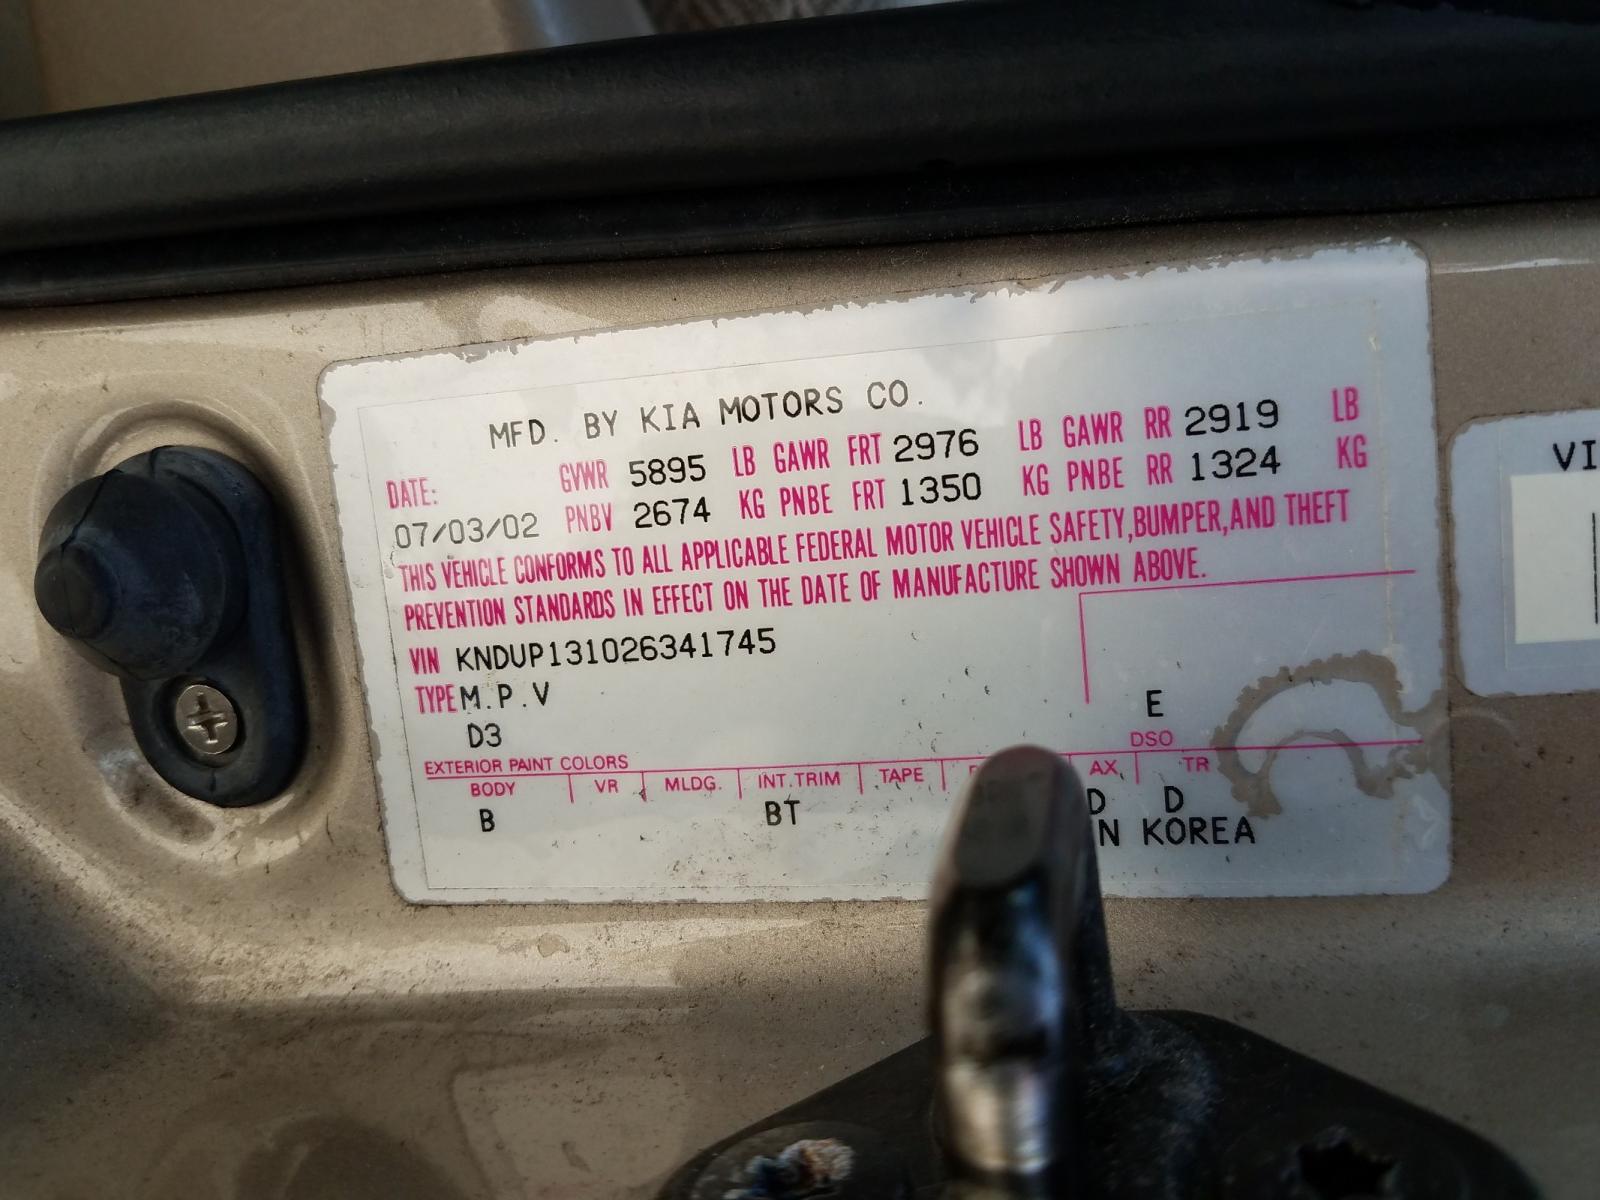 MFD. BY KIA MOTORS CO.
DATE: GVWR 5895 LB GAWR FRT 2976 LB GAWR RR 2919 LB
07/03/02 PNBV 2674 KG PNBE FRT 1350 KG PNBE RR 1324 KG
THIS VEHICLE CONFORMS TO ALL APPLICABLE FEDERAL MOTOR VEHICLE SAFETY,BUMPER,AND THEFT
PREVENTION STANDARDS IN EFFECT ON THE DATE OF MANUFACTURE SHOWN ABOVE.
VIN KNDUP131026341745
TYPE M.P.V
D3 E
DSO
EXTERIOR PAINT COLORS
BODY VR MLDG. INT.TRIM TAPE AX, TR
B BT D D
N KOREA
VI